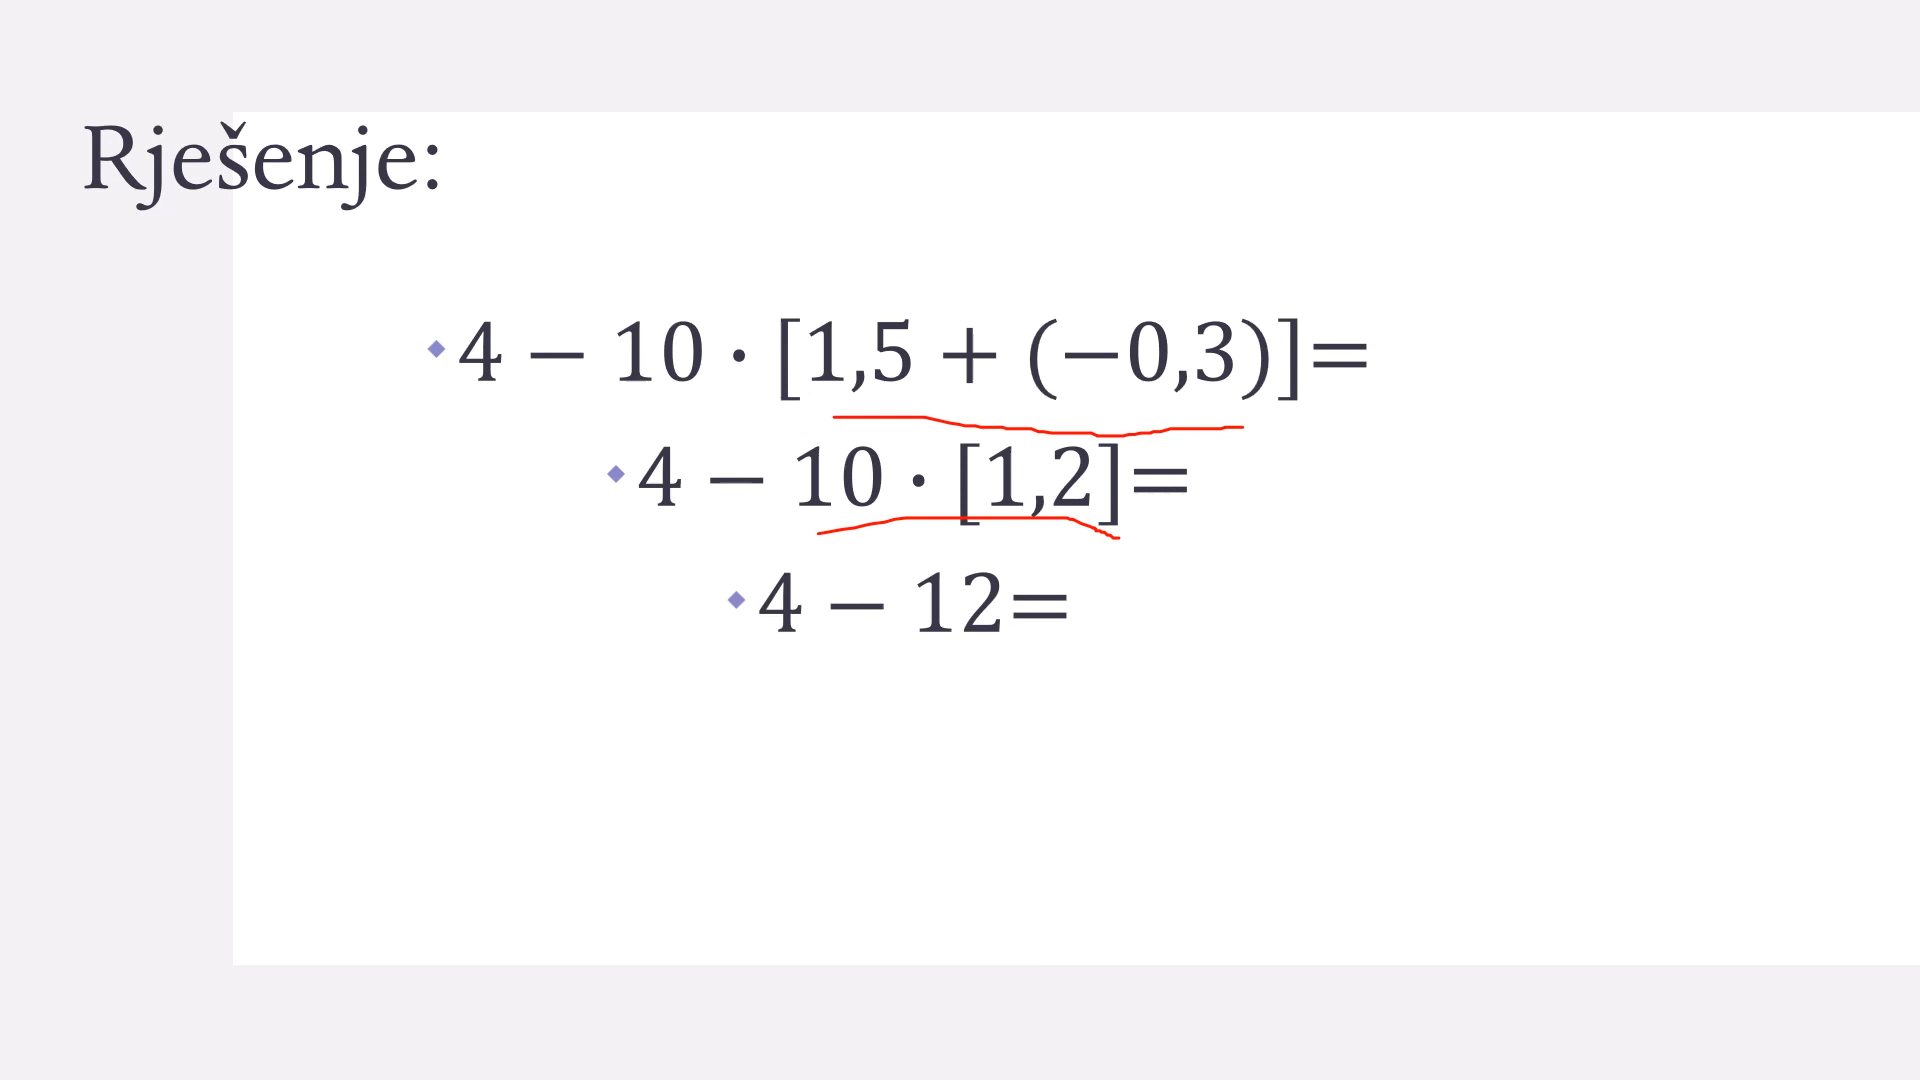 Rješenje:
4 − 10 · [1,5 + (−0,3)]=
4 − 10 · [1,2]=
4 − 12=